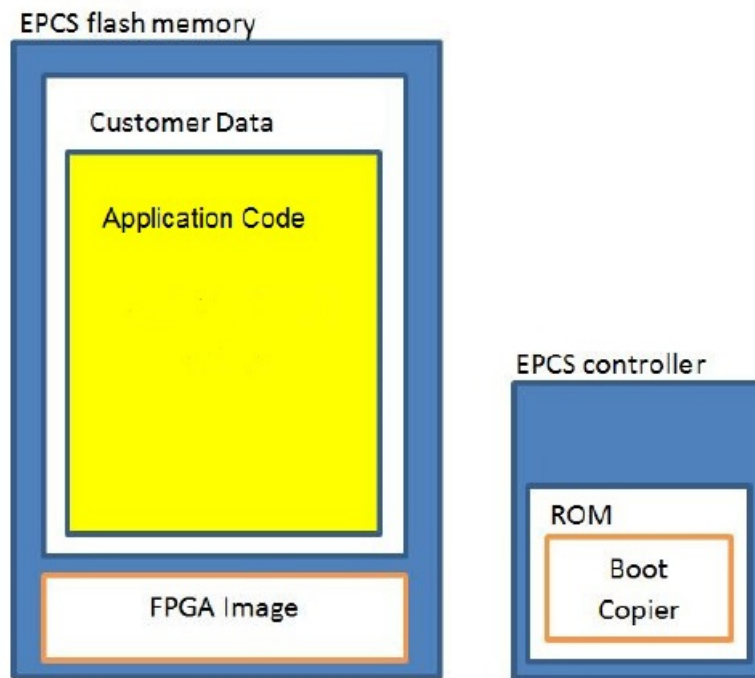 EPCS flash memory
Customer Data
Application Code
FPGA Image
EPCS controller
ROM
Boot
Copier